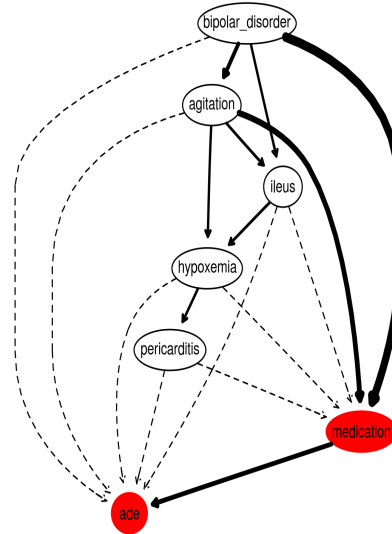 bipolar_disorder
agitation
ileus
hypoxemia
pericarditis
medication
ade